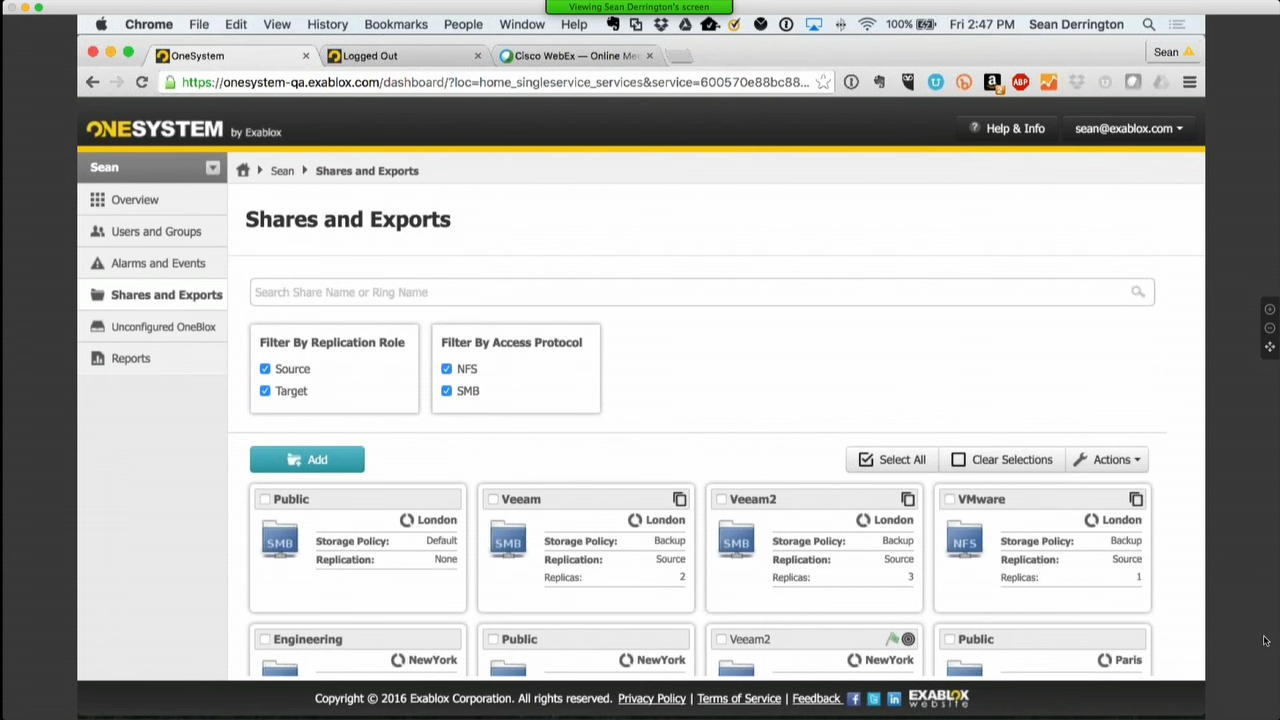 Viewing Sean Derrington's screen
Chrome File Edit View History Bookmarks People Window Help 100% Fri 2:47 PM Sean Derrington
OneSystem Logged Out Cisco WebEx — Online Me Sean
https://onesystem-qa.exablox.com/dashboard/?loc=home_singleservice_services&service=600570e88bc88...
ONESYSTEM by Exablox Help & Info sean@exablox.com
Sean Sean Shares and Exports
Overview
Users and Groups
Alarms and Events
Shares and Exports
Unconfigured OneBlox
Reports
Shares and Exports
Search Share Name or Ring Name
Filter By Replication Role Filter By Access Protocol
Source NFS
Target SMB
Add Select All Clear Selections Actions
Public Veeam Veeam2 VMware
London London London London
SMB SMB SMB NFS
Storage Policy: Default Storage Policy: Backup Storage Policy: Backup Storage Policy: Backup
Replication: None Replication: Source Replication: Source Replication: Source
Replicas: 2 Replicas: 3 Replicas: 1
Engineering Public Veeam2 Public
NewYork NewYork NewYork Paris
Copyright © 2016 Exablox Corporation. All rights reserved. Privacy Policy | Terms of Service | Feedback EXABLOX website